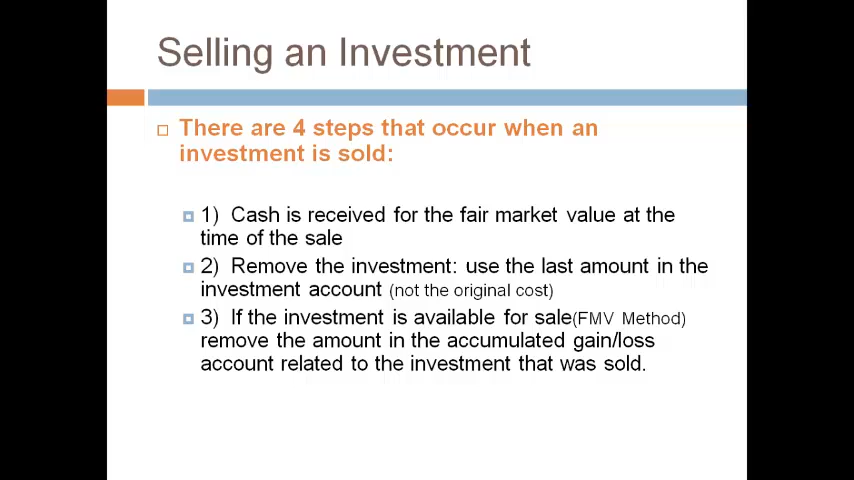 Selling an Investment
There are 4 steps that occur when an
investment is sold:
1) Cash is received for the fair market value at the
time of the sale
2) Remove the investment: use the last amount in the
investment account (not the original cost)
3) If the investment is available for sale(FMV Method)
remove the amount in the accumulated gain/loss
account related to the investment that was sold.